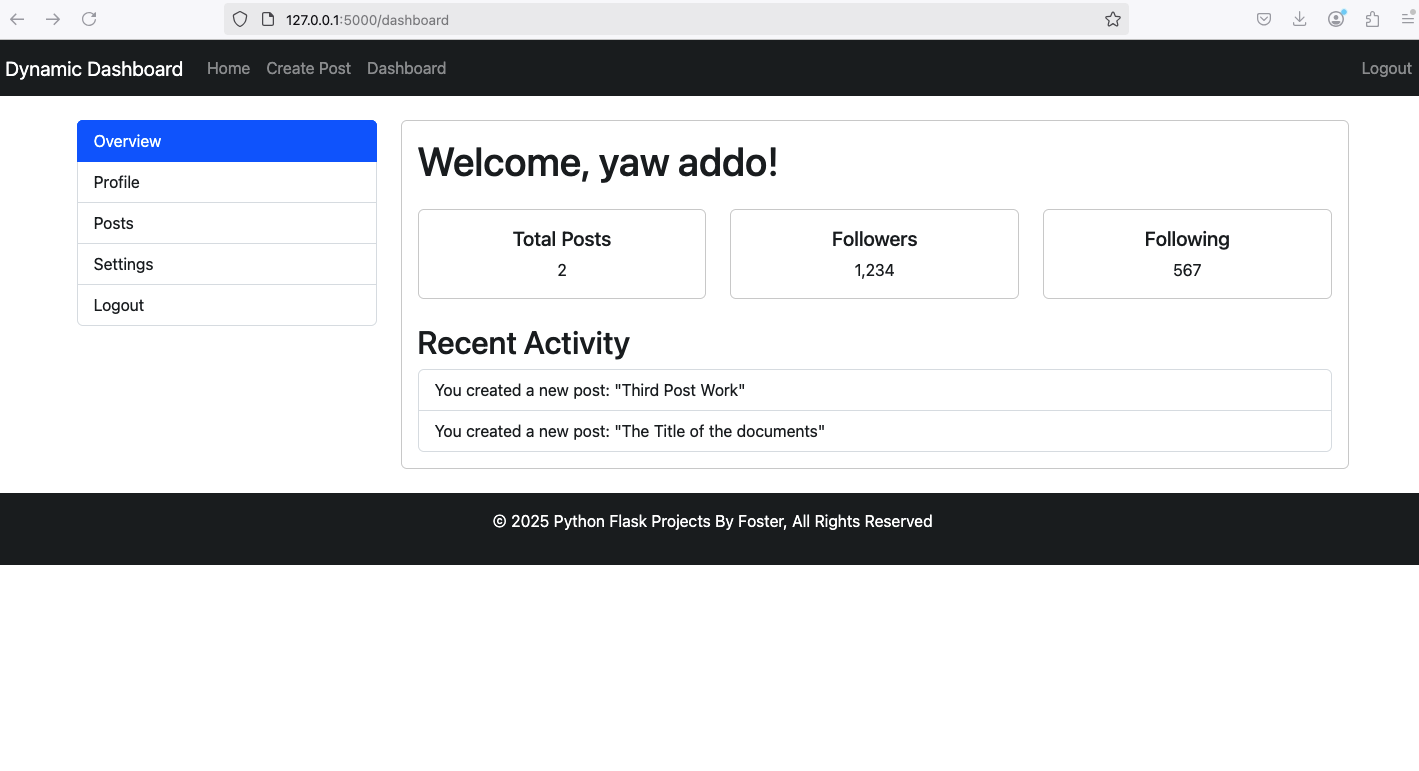 127.0.0.1:5000/dashboard
Dynamic Dashboard Home Create Post Dashboard Logout
Overview
Profile
Posts
Settings
Logout
Welcome, yaw addo!
Total Posts Followers Following
2 1,234 567
Recent Activity
You created a new post: "Third Post Work"
You created a new post: "The Title of the documents"
© 2025 Python Flask Projects By Foster, All Rights Reserved